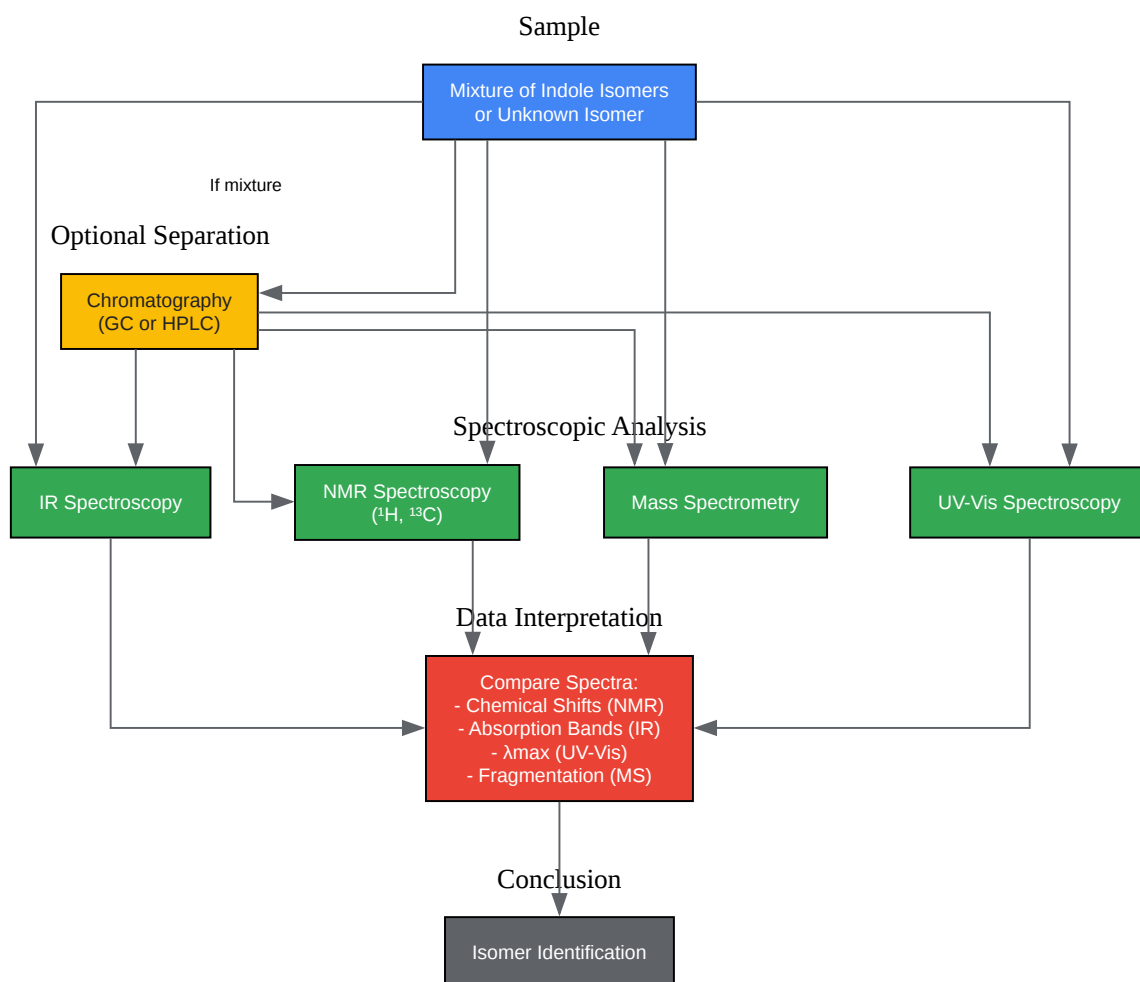 Sample
Mixture of Indole Isomers
or Unknown Isomer
If mixture
Optional Separation
Chromatography
(GC or HPLC)
Spectroscopic Analysis
IR Spectroscopy
NMR Spectroscopy
(¹H, ¹³C)
Mass Spectrometry
UV-Vis Spectroscopy
Data Interpretation
Compare Spectra:
- Chemical Shifts (NMR)
- Absorption Bands (IR)
- λmax (UV-Vis)
- Fragmentation (MS)
Conclusion
Isomer Identification